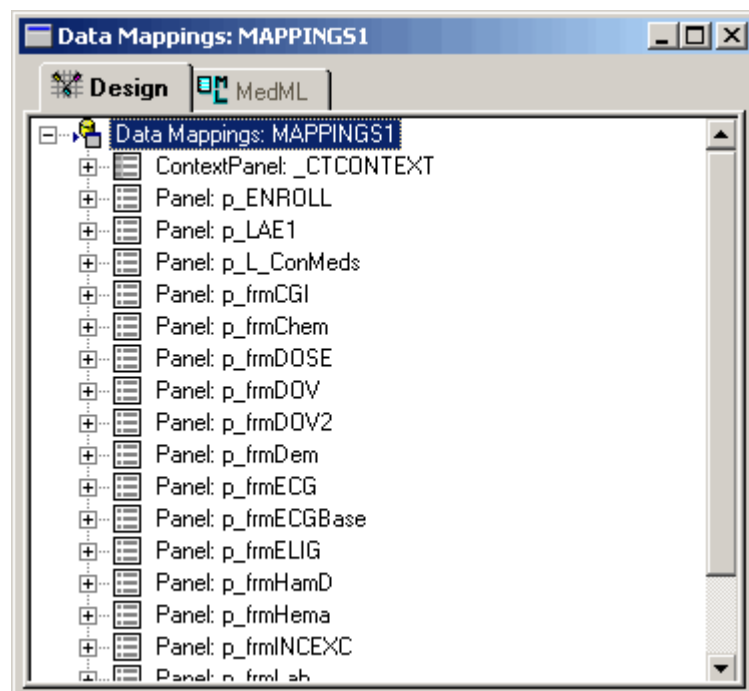 Data Mappings: MAPPINGS1
Design MedML
Data Mappings: MAPPINGS1
ContextPanel: _CTCONTEXT
Panel: p_ENROLL
Panel: p_LAE1
Panel: p_L_ConMeds
Panel: p_frmCGI
Panel: p_frmChem
Panel: p_frmDOSE
Panel: p_frmDOV
Panel: p_frmDOV2
Panel: p_frmDem
Panel: p_frmECG
Panel: p_frmECGBase
Panel: p_frmELIG
Panel: p_frmHamD
Panel: p_frmHema
Panel: p_frmINCEXC
Panel: p_frmLab